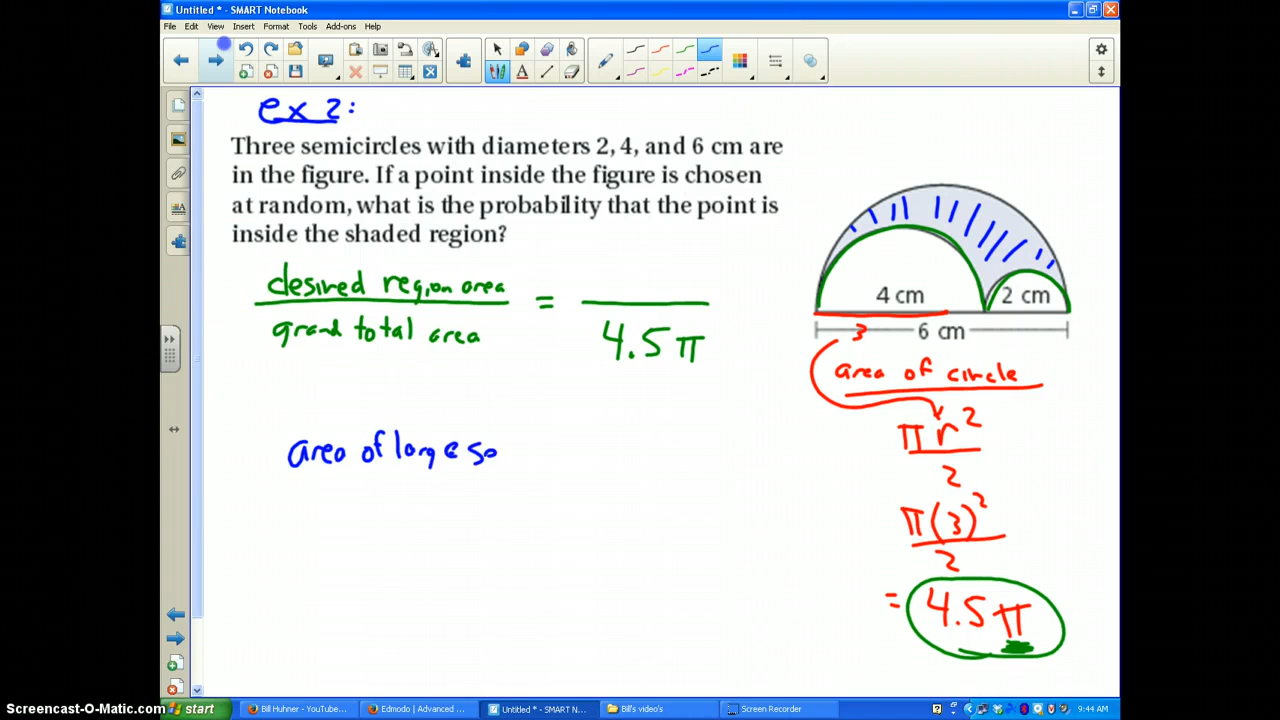 Untitled * - SMART Notebook
File Edit View Insert Format Tools Add-ons Help
ex 2:
Three semicircles with diameters 2, 4, and 6 cm are
in the figure. If a point inside the figure is chosen
at random, what is the probability that the point is
inside the shaded region?
desired region area
grand total area
=
4.5 π
4 cm
2 cm
3
6 cm
area of circle
π r²
2
π(3)²
2
= 4.5 π
area of large se
Screencast-O-Matic.com
start
Bill Huhner - YouTube...
Edmodo | Advanced ...
Untitled * - SMART N...
Bill's video's
Screen Recorder
9:44 AM